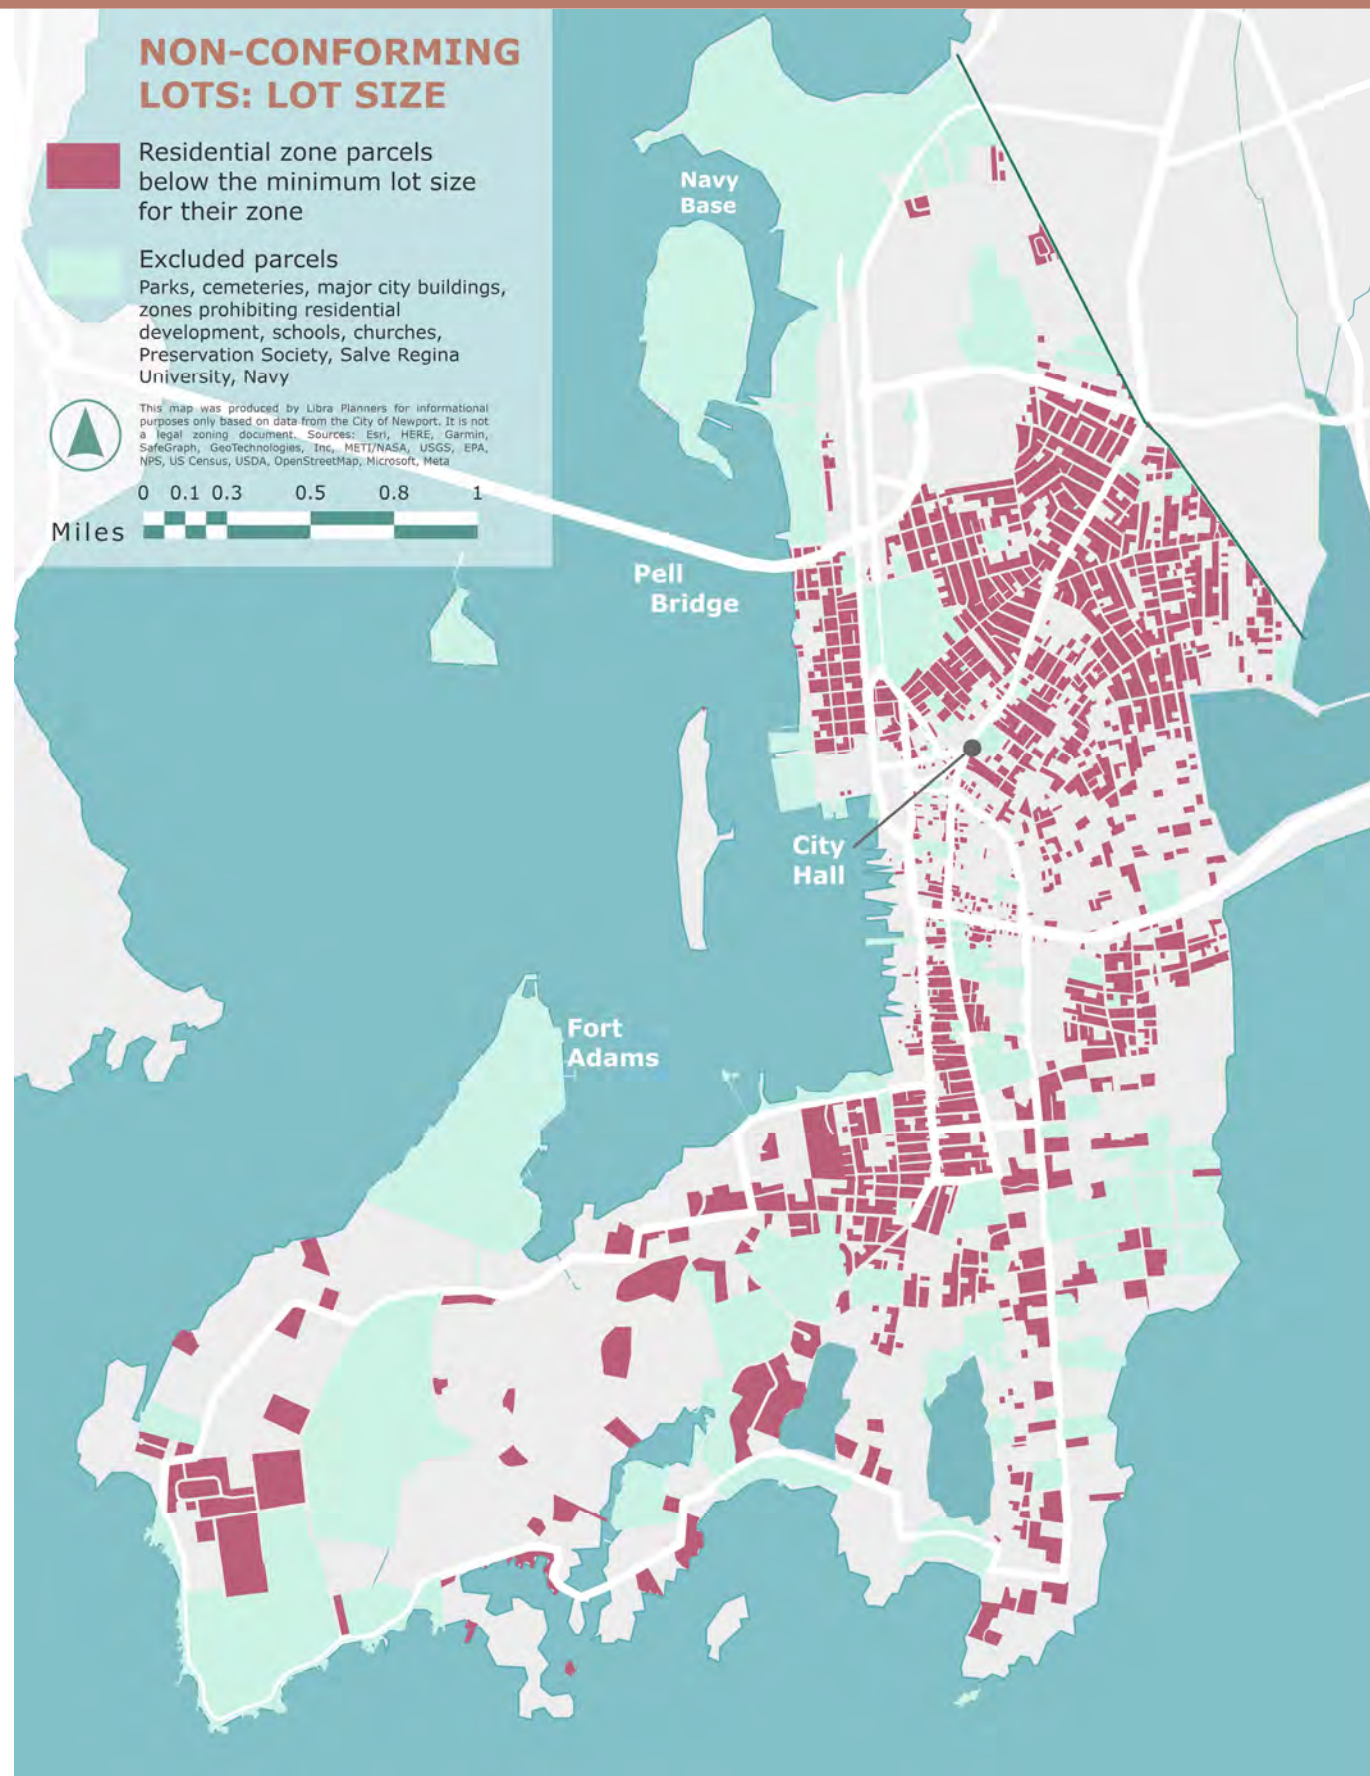 NON-CONFORMING
LOTS: LOT SIZE
Residential zone parcels
below the minimum lot size
for their zone
Excluded parcels
Parks, cemeteries, major city buildings,
zones prohibiting residential
development, schools, churches,
Preservation Society, Salve Regina
University, Navy
This map was produced by Libra Planners for informational
purposes only based on data from the City of Newport. It is not
a legal zoning document. Sources: Esri, HERE, Garmin,
SafeGraph, GeoTechnologies, Inc, METI/NASA, USGS, EPA,
NPS, US Census, USDA, OpenStreetMap, Microsoft, Meta
0 0.1 0.3 0.5 0.8 1
Miles
Navy
Base
Pell
Bridge
City
Hall
Fort
Adams